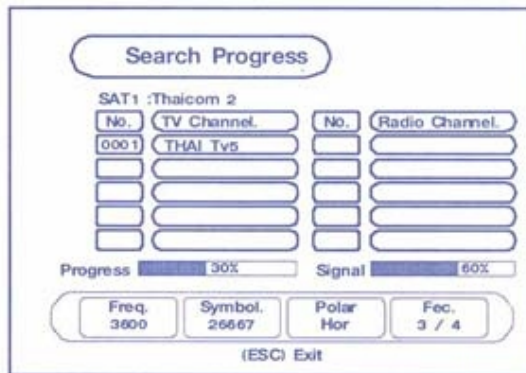 Search Progress
SAT1 :Thaicom 2
No. TV Channel. No. Radio Channel.
0001 THAI Tv5
Progress 30% Signal 60%
Freq. Symbol. Polar Fec.
3600 26667 Hor 3 / 4
(ESC) Exit